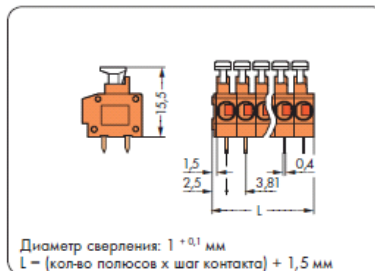 15,5
1,5
0,4
2,5
3,81
L
Диаметр сверления: 1 + 0,1 мм
L = (кол-во полюсов х шаг контакта) + 1,5 мм